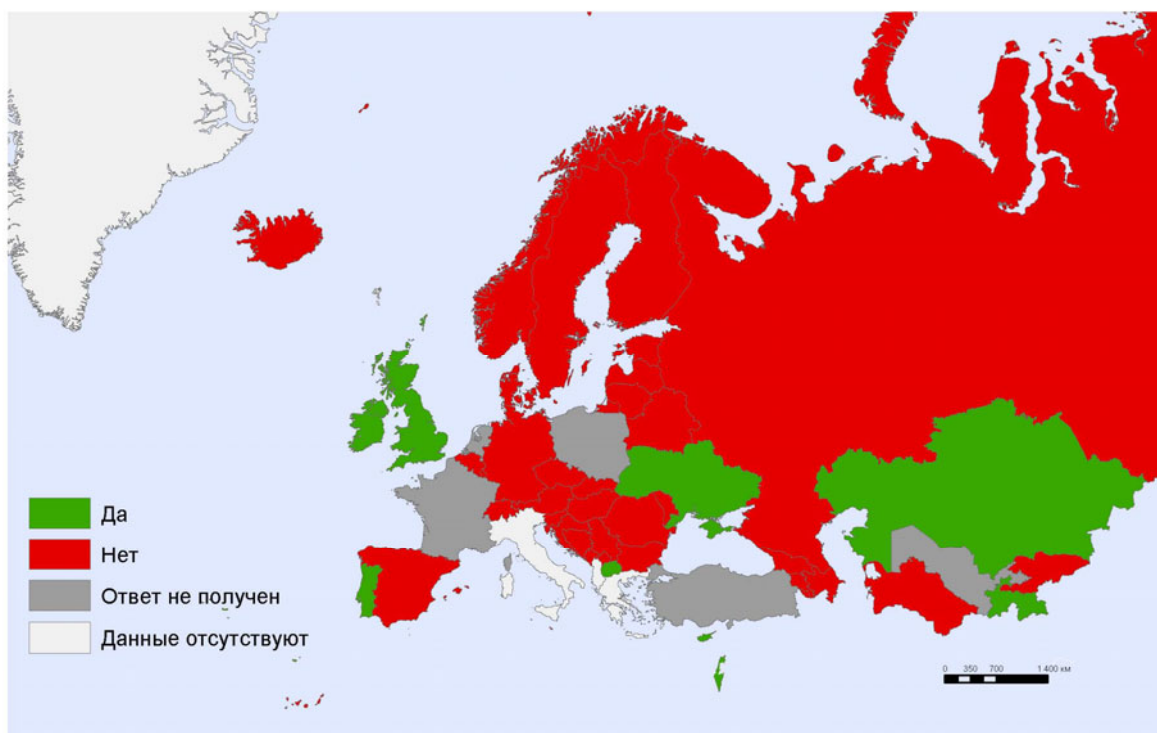 Да
Нет
Ответ не получен
Данные отсутствуют
0 350 700 1 400 км